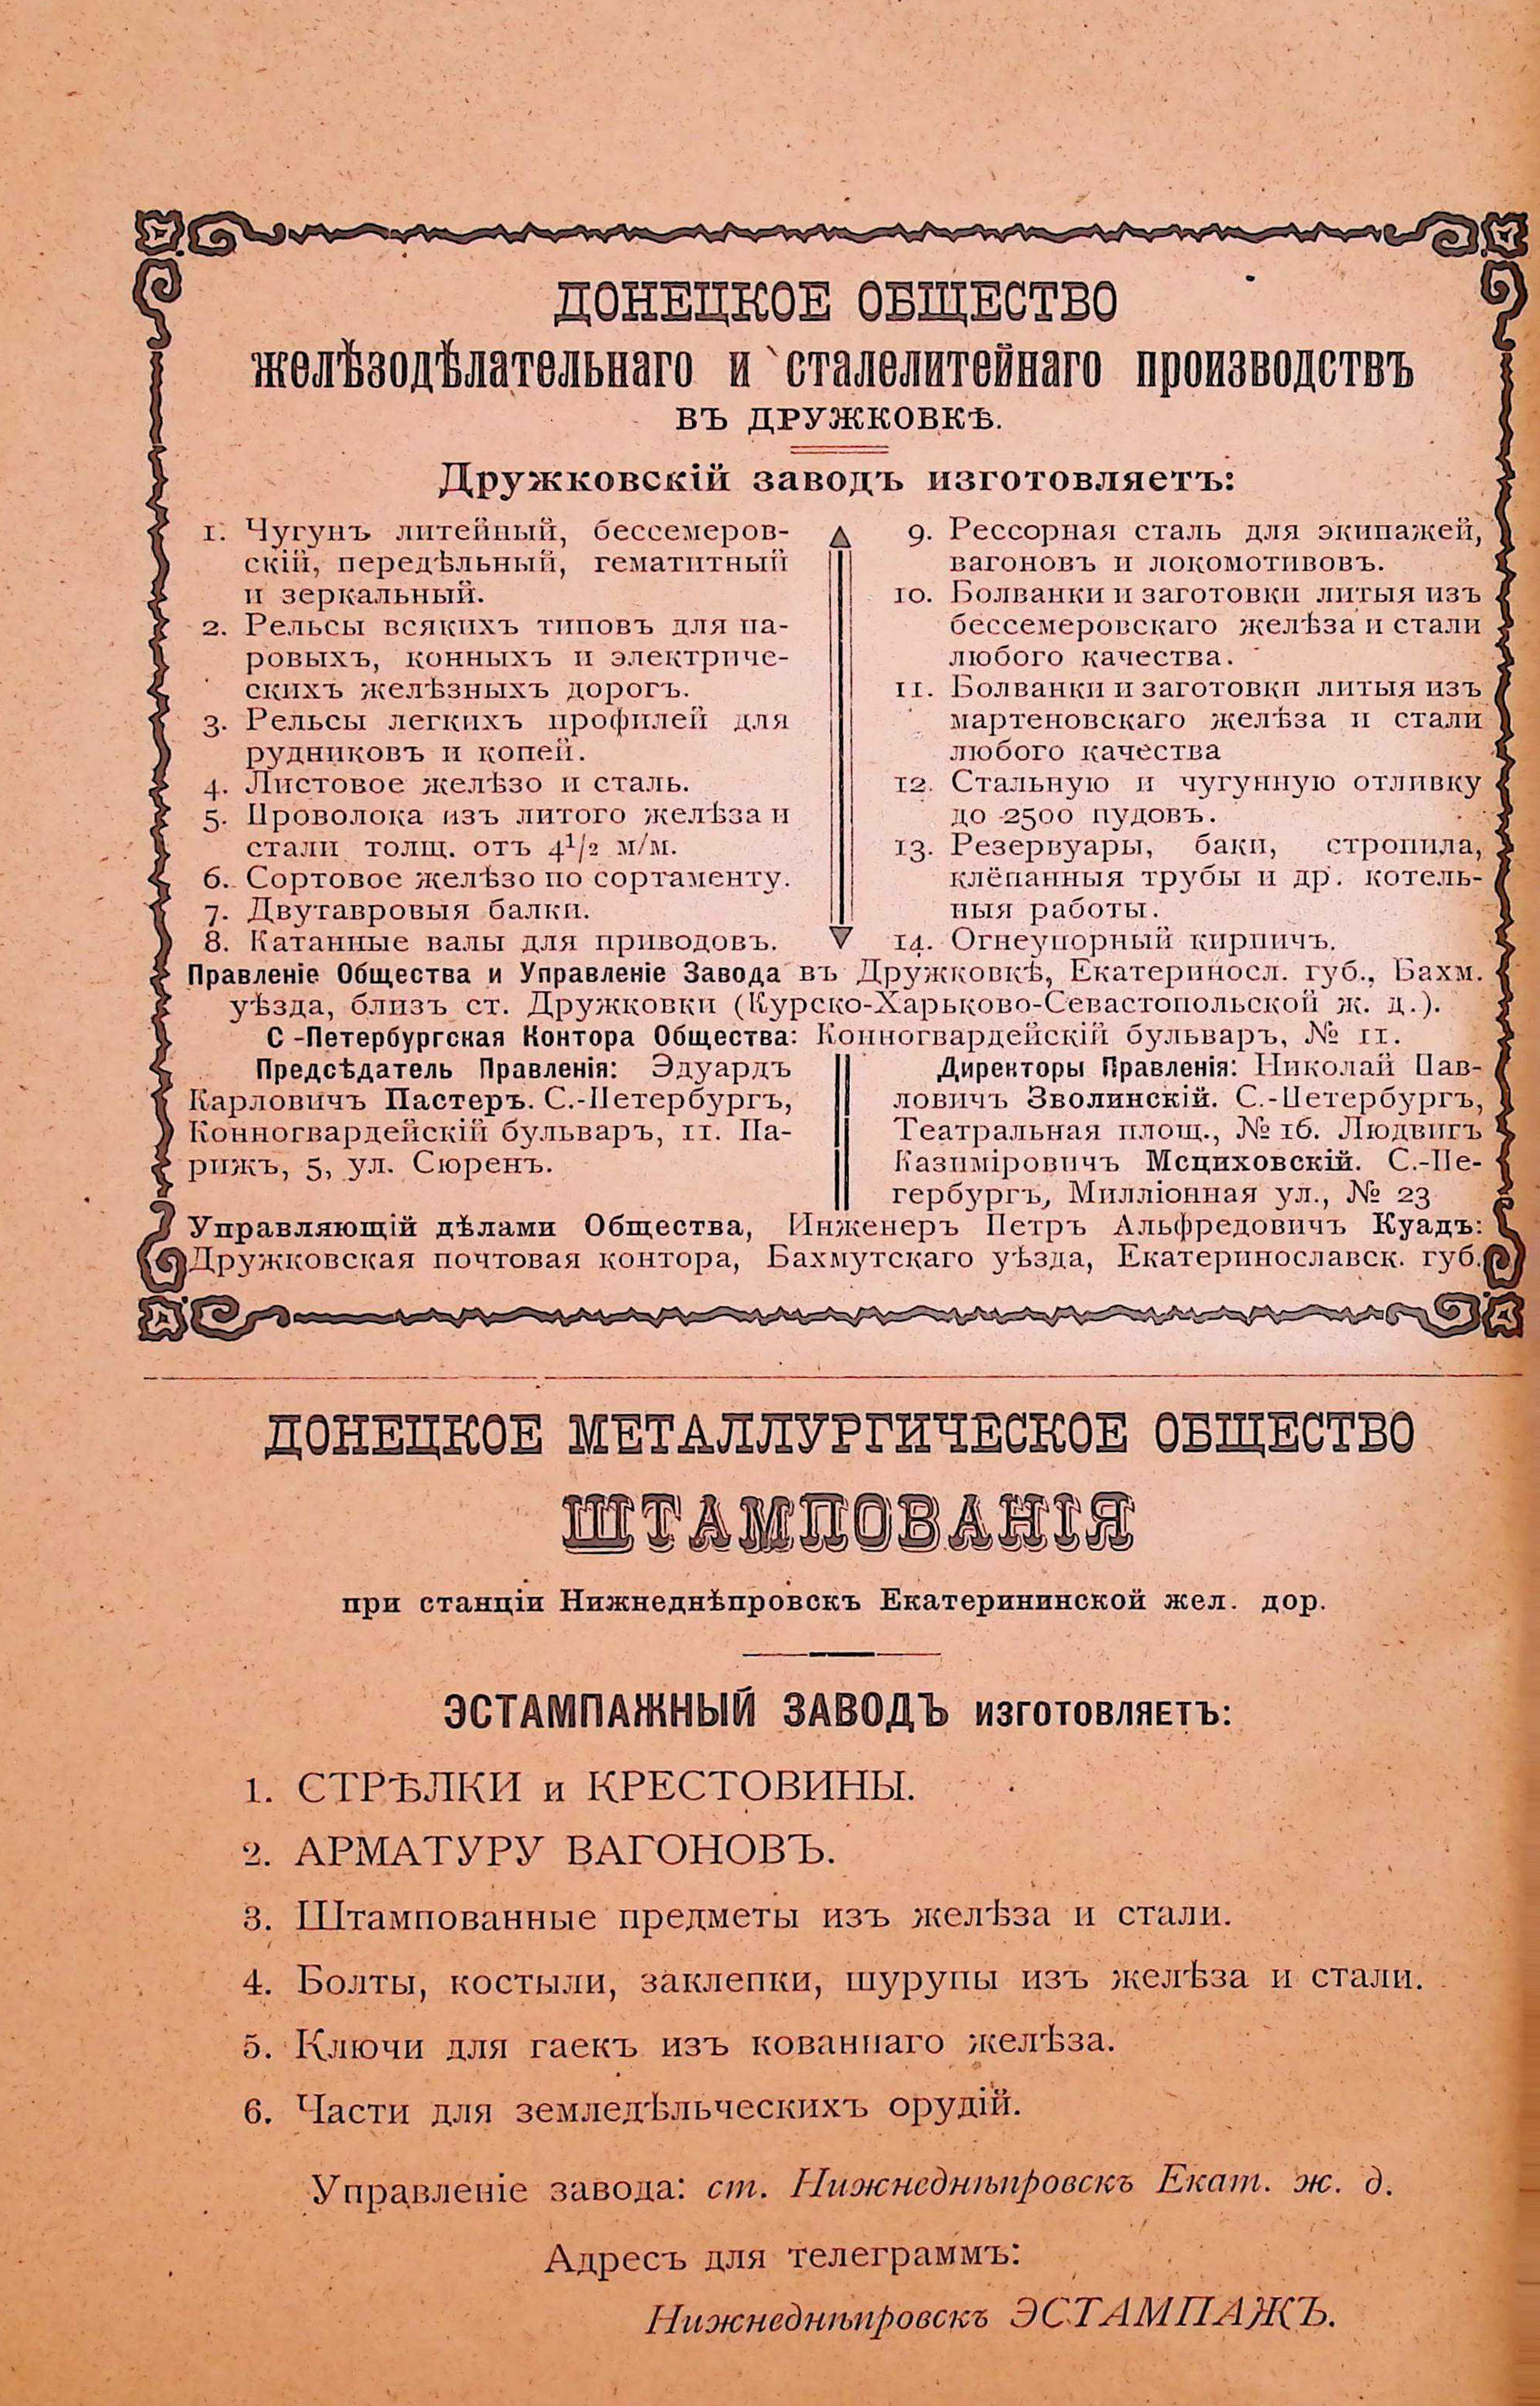 ДОНЕЦКОЕ ОБЩЕСТВО
желѣзодѣлательнаго и сталелитейнаго производствъ
ВЪ ДРУЖКОВКѢ.
Дружковскій заводъ изготовляетъ:
1. Чугунъ литейный, бессемеров-
скій, передѣльный, гематитный
и зеркальный.
2. Рельсы всякихъ типовъ для па-
ровыхъ, конныхъ и электриче-
скихъ желѣзныхъ дорогъ.
3. Рельсы легкихъ профилей для
рудниковъ и копей.
4. Листовое желѣзо и сталь.
5. Проволока изъ литого желѣза и
стали толщ. отъ 4½ м/м.
6. Сортовое желѣзо по сортаменту.
7. Двутавровыя балки.
8. Катанные валы для приводовъ.
9. Рессорная сталь для экипажей,
вагоновъ и локомотивовъ.
10. Болванки и заготовки литыя изъ
бессемеровскаго желѣза и стали
любого качества.
11. Болванки и заготовки литыя изъ
мартеновскаго желѣза и стали
любого качества
12. Стальную и чугунную отливку
до 2500 пудовъ.
13. Резервуары, баки, стропила,
клёпанныя трубы и др. котель-
ныя работы.
14. Огнеупорный кирпичъ.
Правленіе Общества и Управленіе Завода въ Дружковкѣ, Екатериносл. губ., Бахм.
уѣзда, близъ ст. Дружковки (Курско-Харьково-Севастопольской ж. д.).
С -Петербургская Контора Общества: Конногвардейскій бульваръ, № 11.
Предсѣдатель Правленія: Эдуардъ
Карловичъ Пастеръ. С.-Петербургъ,
Конногвардейскій бульваръ, 11. Па-
рижъ, 5, ул. Сюренъ.
Директоры Правленія: Николай Пав-
ловичъ Зволинскій. С.-Петербургъ,
Театральная площ., № 16. Людвигъ
Казиміровичъ Мсциховскій. С.-Пе-
тербургъ, Милліонная ул., № 23
Управляющій дѣлами Общества, Инженеръ Петръ Альфредовичъ Куадъ:
Дружковская почтовая контора, Бахмутскаго уѣзда, Екатеринославск. губ.
ДОНЕЦКОЕ МЕТАЛЛУРГИЧЕСКОЕ ОБЩЕСТВО
ШТАМПОВАНІЯ
при станціи Нижнеднѣпровскъ Екатерининской жел. дор.
ЭСТАМПАЖНЫЙ ЗАВОДЪ изготовляетъ:
1. СТРѢЛКИ и КРЕСТОВИНЫ.
2. АРМАТУРУ ВАГОНОВЪ.
3. Штампованные предметы изъ желѣза и стали.
4. Болты, костыли, заклепки, шурупы изъ желѣза и стали.
5. Ключи для гаекъ изъ кованнаго желѣза.
6. Части для земледѣльческихъ орудій.
Управленіе завода: ст. Нижнеднѣпровскъ Екат. ж. д.
Адресъ для телеграммъ:
Нижнеднѣпровскъ ЭСТАМПАЖЪ.